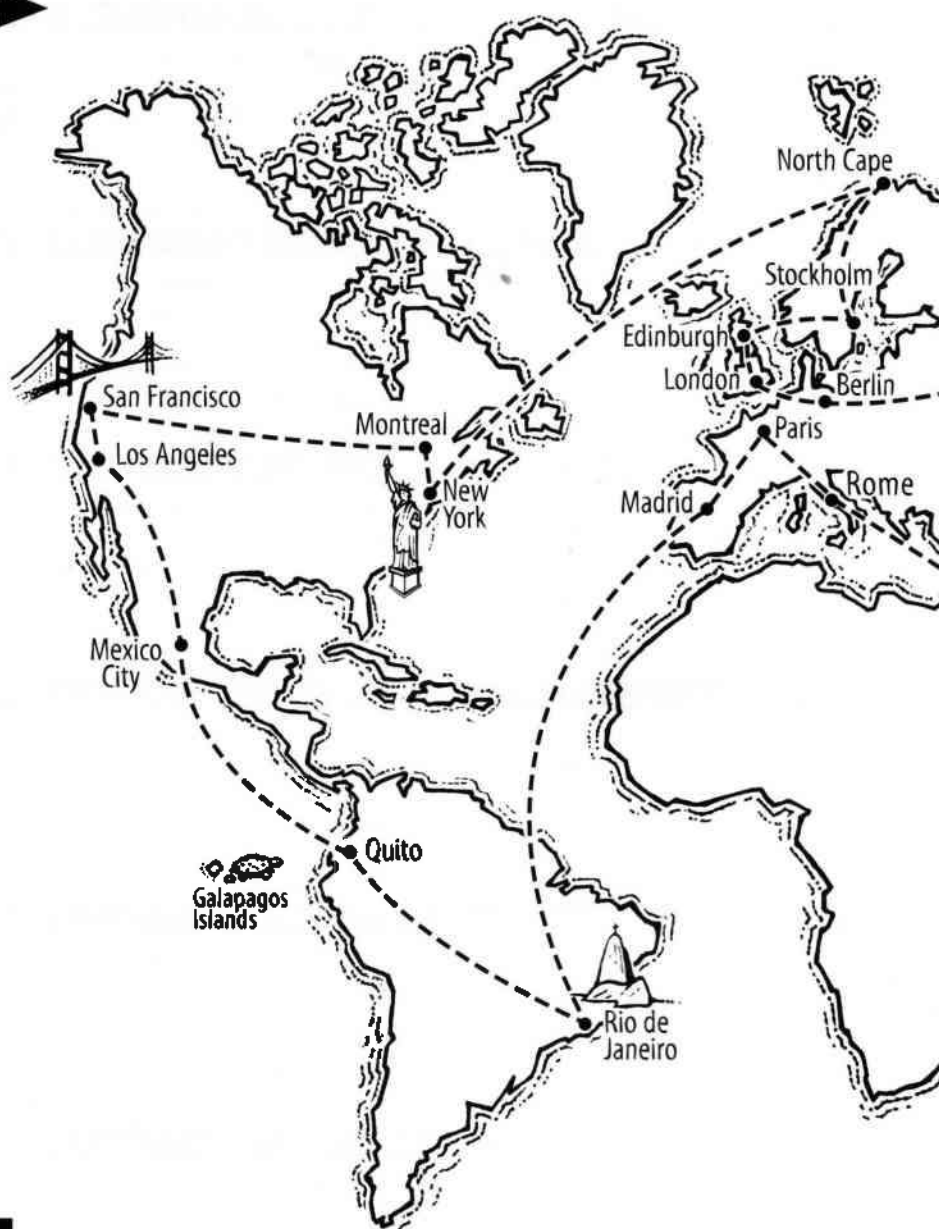 North Cape
Stockholm
Edinburgh
London
Berlin
San Francisco
Montreal
Paris
Los Angeles
New
York
Madrid
Rome
Mexico
City
Quito
Galapagos
Islands
Rio de
Janeiro